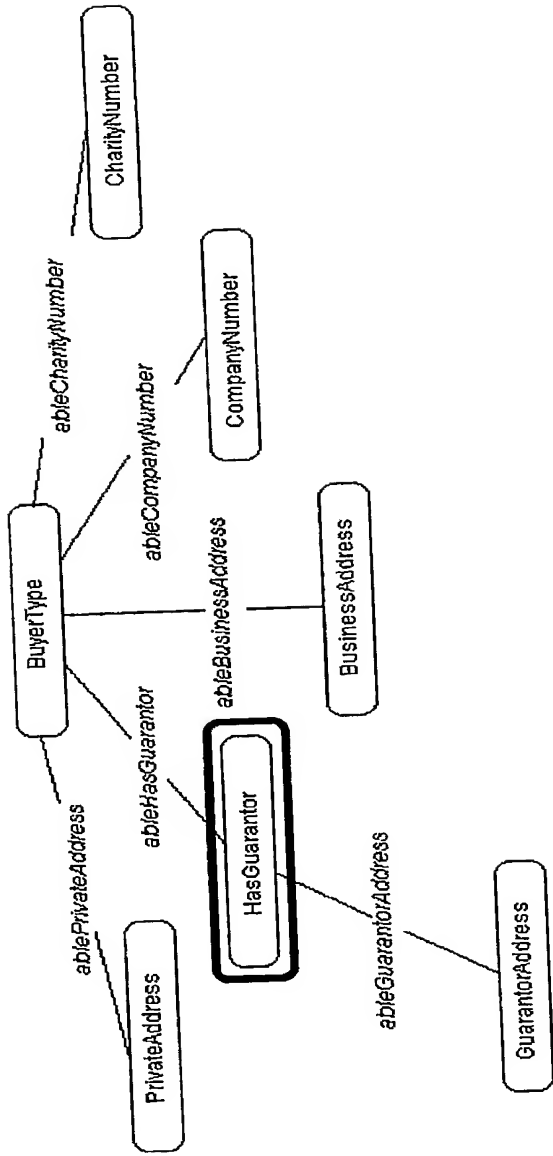 BuyerType
ablePrivateAddress
ableHasGuarantor
ableBusinessAddress
ableCompanyNumber
ableCharityNumber
PrivateAddress
HasGuarantor
BusinessAddress
CompanyNumber
CharityNumber
ableGuarantorAddress
GuarantorAddress